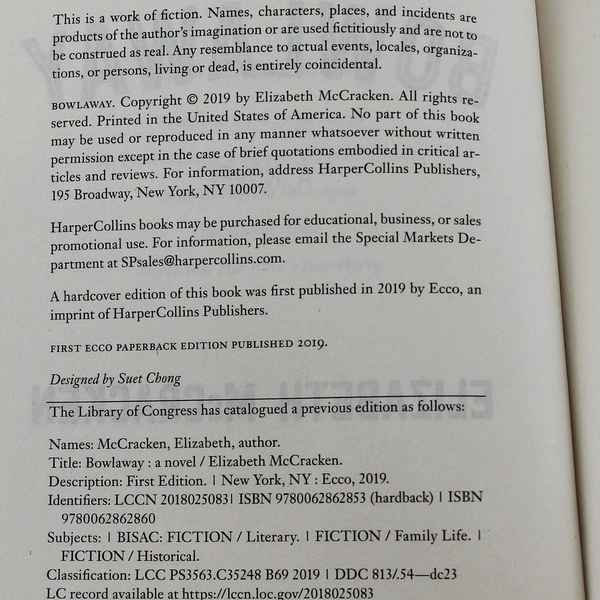 This is a work of fiction. Names, characters, places, and incidents are
products of the author's imagination or are used fictitiously and are not to
be construed as real. Any resemblance to actual events, locales, organiza-
tions, or persons, living or dead, is entirely coincidental.
BOWLAWAY. Copyright © 2019 by Elizabeth McCracken. All rights re-
served. Printed in the United States of America. No part of this book
may be used or reproduced in any manner whatsoever without written
permission except in the case of brief quotations embodied in critical ar-
ticles and reviews. For information, address HarperCollins Publishers,
195 Broadway, New York, NY 10007.
HarperCollins books may be purchased for educational, business, or sales
promotional use. For information, please email the Special Markets De-
partment at SPsales@harpercollins.com.
A hardcover edition of this book was first published in 2019 by Ecco, an
imprint of HarperCollins Publishers.
FIRST ECCO PAPERBACK EDITION PUBLISHED 2019.
Designed by Suet Chong
The Library of Congress has catalogued a previous edition as follows:
Names: McCracken, Elizabeth, author.
Title: Bowlaway : a novel / Elizabeth McCracken.
Description: First Edition. | New York, NY : Ecco, 2019.
Identifiers: LCCN 2018025083| ISBN 9780062862853 (hardback) | ISBN
9780062862860
Subjects: | BISAC: FICTION / Literary. | FICTION / Family Life. |
FICTION / Historical.
Classification: LCC PS3563.C35248 B69 2019 | DDC 813/.54—dc23
LC record available at https://lccn.loc.gov/2018025083